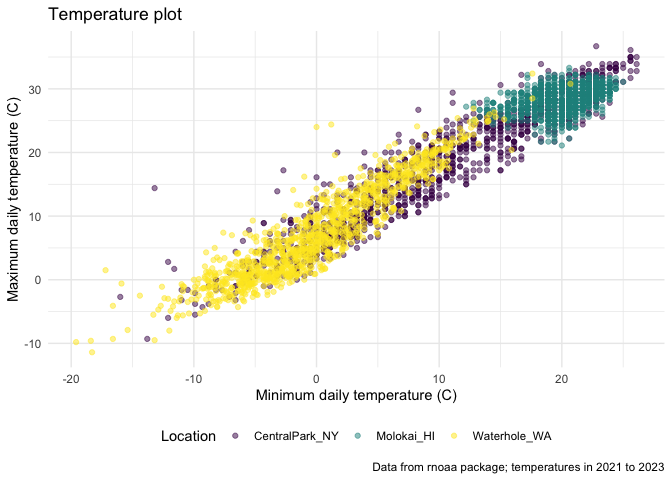 Temperature plot
Maximum daily temperature (C)
30
20
10
0
-10
-20
-10
0
10
20
Minimum daily temperature (C)
Location CentralPark_NY Molokai_HI Waterhole_WA
Data from rnoaa package; temperatures in 2021 to 2023